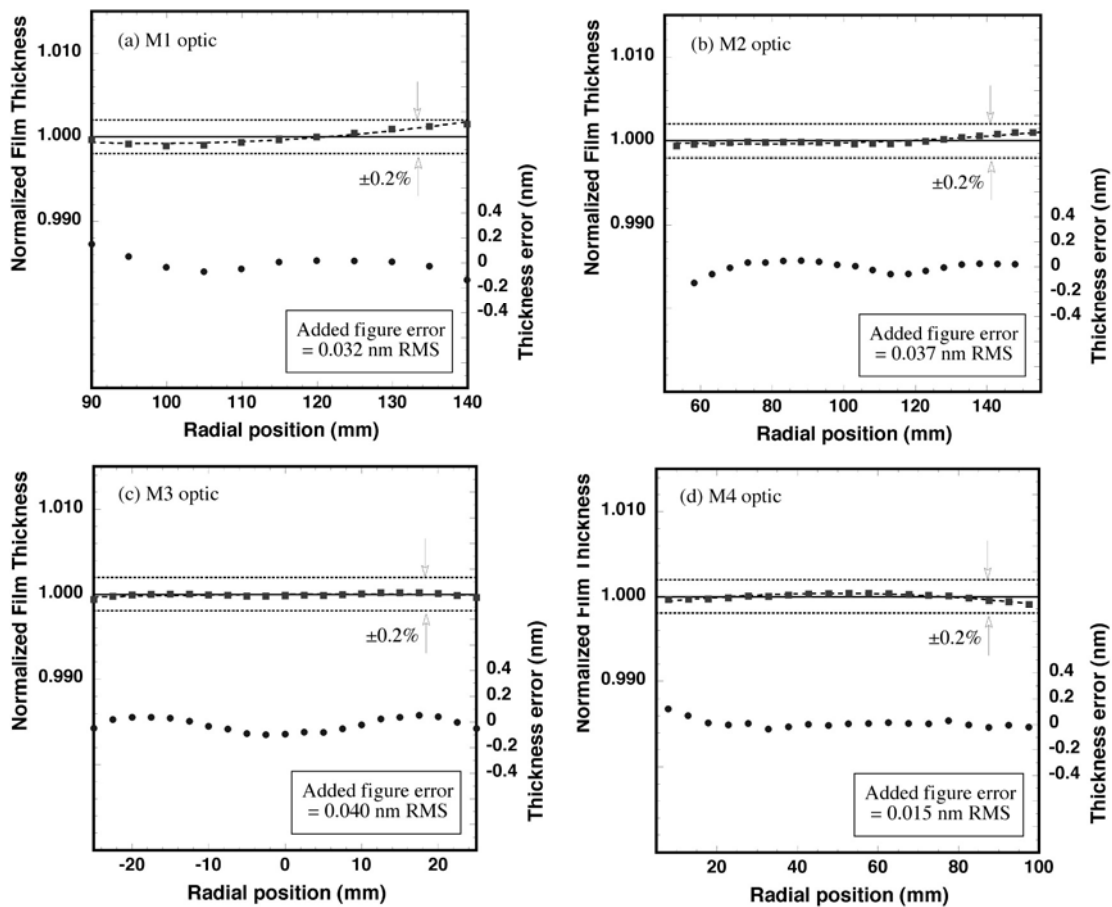 (a) M1 optic
Normalized Film Thickness
1.010
1.000
0.990
±0.2%
0.4
0.2
0
-0.2
-0.4
Thickness error (nm)
Added figure error
= 0.032 nm RMS
90 100 110 120 130 140
Radial position (mm)
(b) M2 optic
Normalized Film Thickness
1.010
1.000
0.990
±0.2%
0.4
0.2
0
-0.2
-0.4
Thickness error (nm)
Added figure error
= 0.037 nm RMS
60 80 100 120 140
Radial position (mm)
(c) M3 optic
Normalized Film Thickness
1.010
1.000
0.990
±0.2%
0.4
0.2
0
-0.2
-0.4
Thickness error (nm)
Added figure error
= 0.040 nm RMS
-20 -10 0 10 20
Radial position (mm)
(d) M4 optic
Normalized Film Thickness
1.010
1.000
0.990
±0.2%
0.4
0.2
0
-0.2
-0.4
Thickness error (nm)
Added figure error
= 0.015 nm RMS
20 40 60 80 100
Radial position (mm)